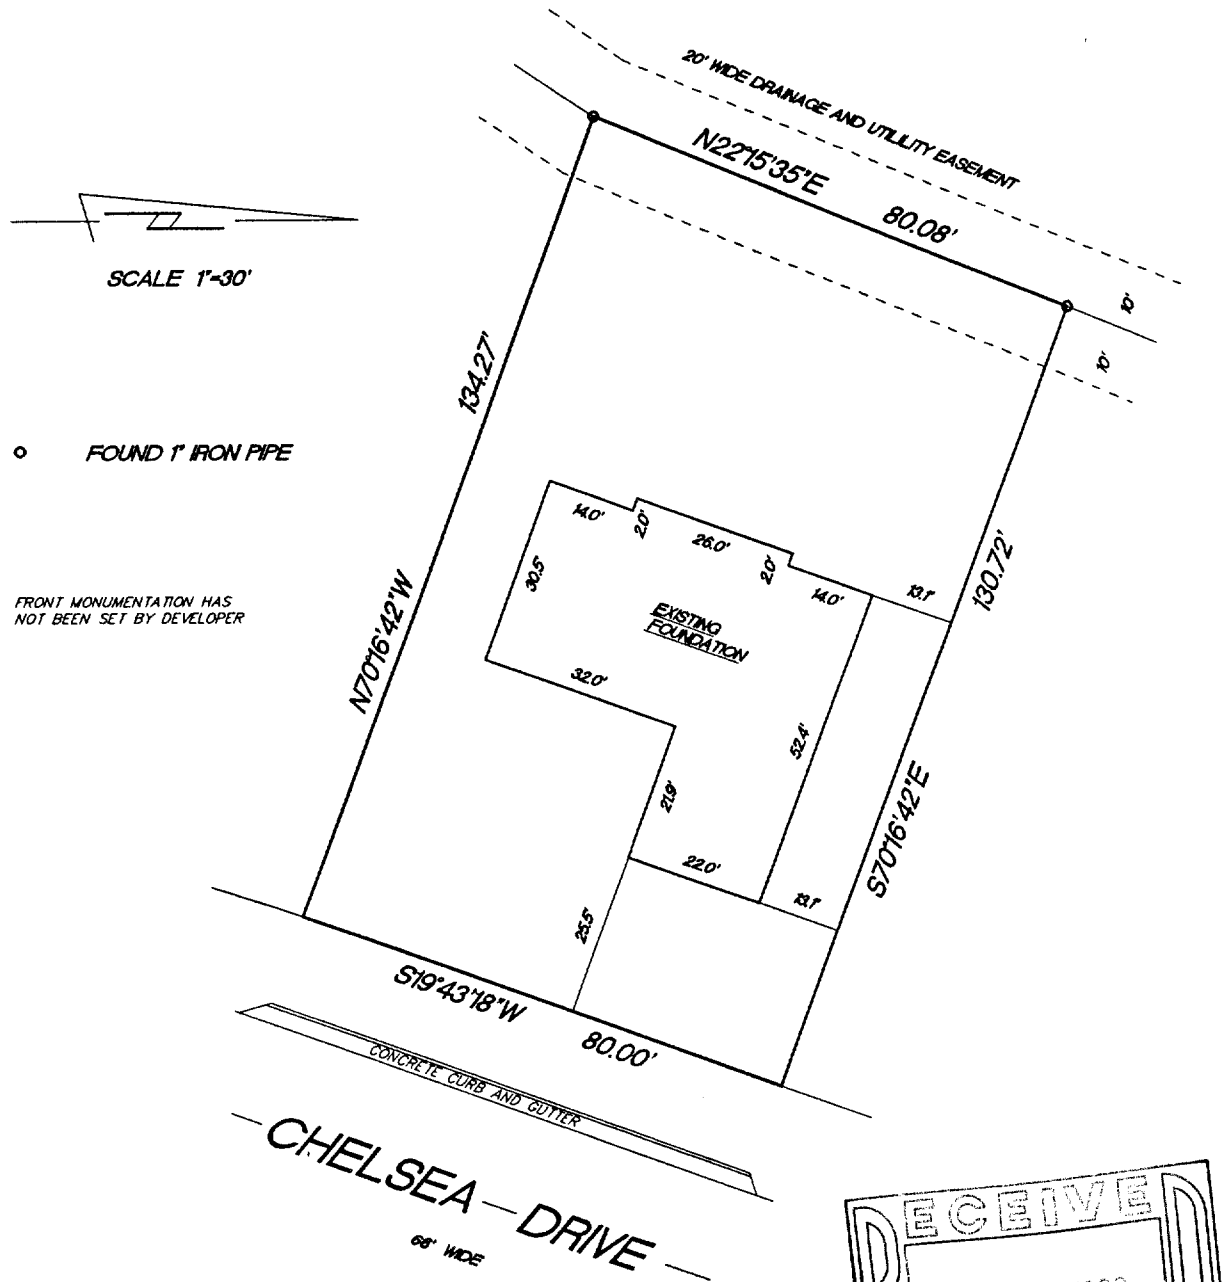 20' WIDE DRAINAGE AND UTILILITY EASEMENT
N22°15'35"E
80.08'
10'
10'
SCALE 1"=30'
134.27'
FOUND 1" IRON PIPE
14.0'
2.0'
26.0'
2.0'
14.0'
13.1'
130.72'
30.5'
FRONT MONUMENTATION HAS
NOT BEEN SET BY DEVELOPER
EXISTING
FOUNDATION
N70°16'42"W
32.0'
52.4'
21.9'
S70°16'42"E
22.0'
13.1'
25.5'
S19°43'18"W
80.00'
CONCRETE CURB AND GUTTER
CHELSEA DRIVE
66' WIDE
DECEIVED